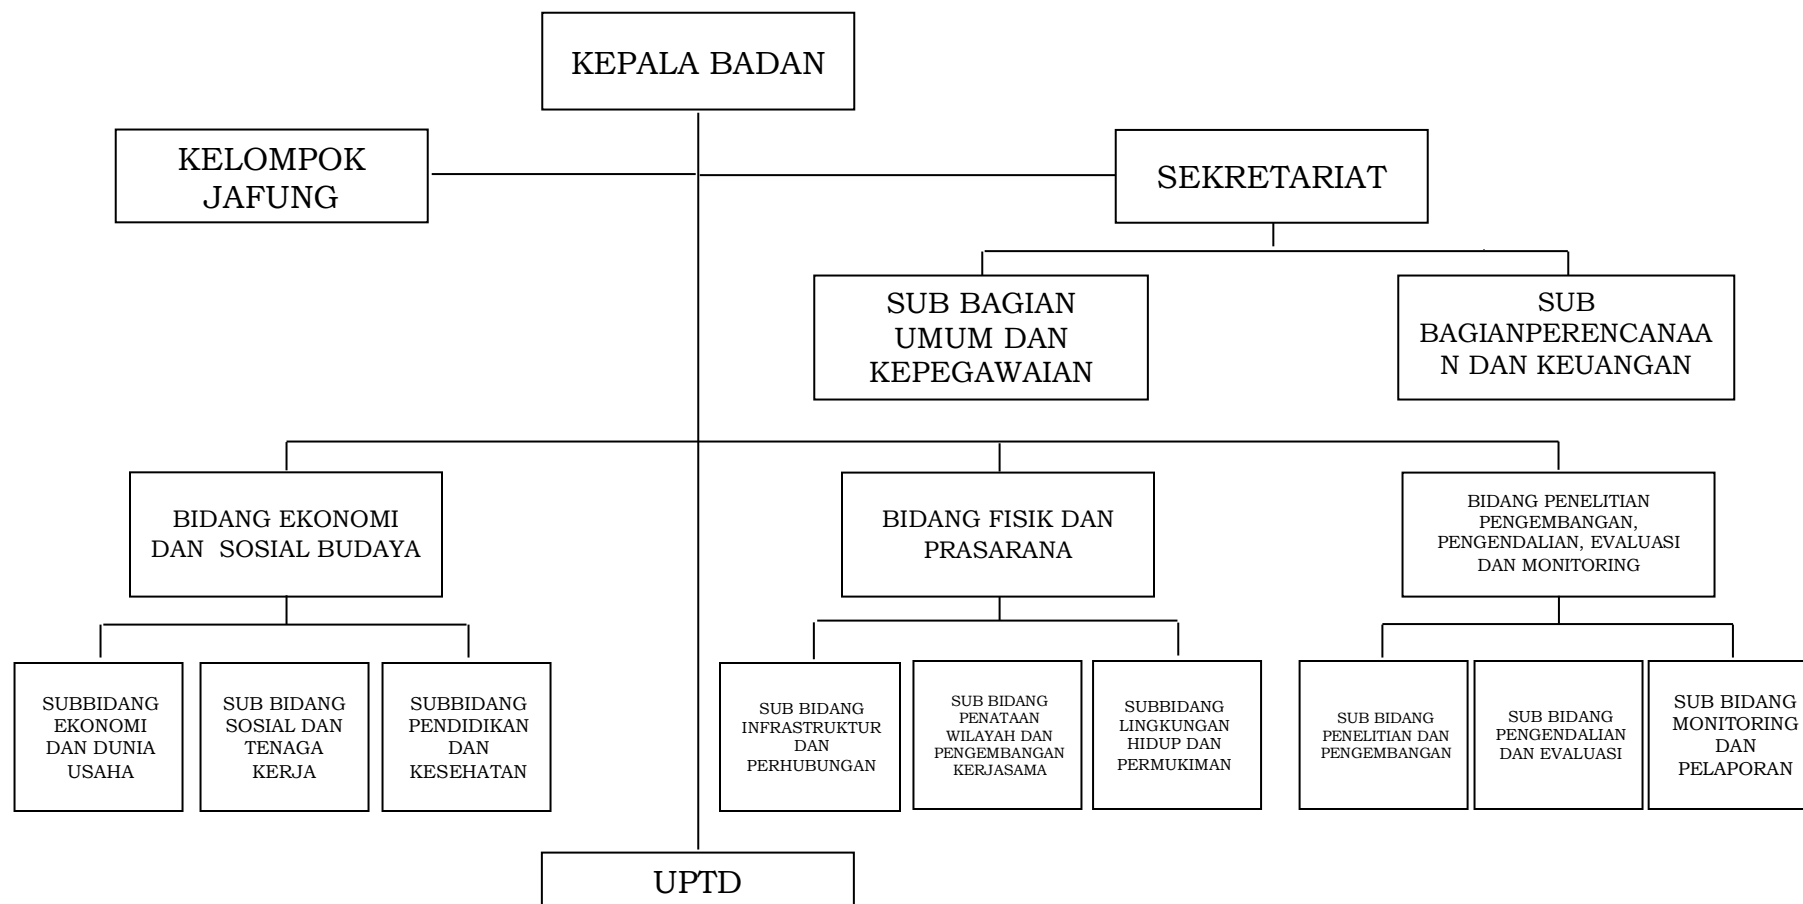 KEPALA BADAN
KELOMPOK
JAFUNG
SEKRETARIAT
SUB BAGIAN
UMUM DAN
KEPEGAWAIAN
SUB
BAGIANPERENCANAA
N DAN KEUANGAN
BIDANG EKONOMI
DAN  SOSIAL BUDAYA
BIDANG FISIK DAN
PRASARANA
BIDANG PENELITIAN
PENGEMBANGAN,
PENGENDALIAN, EVALUASI
DAN MONITORING
SUBBIDANG
EKONOMI
DAN DUNIA
USAHA
SUB BIDANG
SOSIAL DAN
TENAGA
KERJA
SUBBIDANG
PENDIDIKAN
DAN
KESEHATAN
SUB BIDANG
INFRASTRUKTUR
DAN
PERHUBUNGAN
SUB BIDANG
PENATAAN
WILAYAH DAN
PENGEMBANGAN
KERJASAMA
SUBBIDANG
LINGKUNGAN
HIDUP DAN
PERMUKIMAN
SUB BIDANG
PENELITIAN DAN
PENGEMBANGAN
SUB BIDANG
PENGENDALIAN
DAN EVALUASI
SUB BIDANG
MONITORING
DAN
PELAPORAN
UPTD